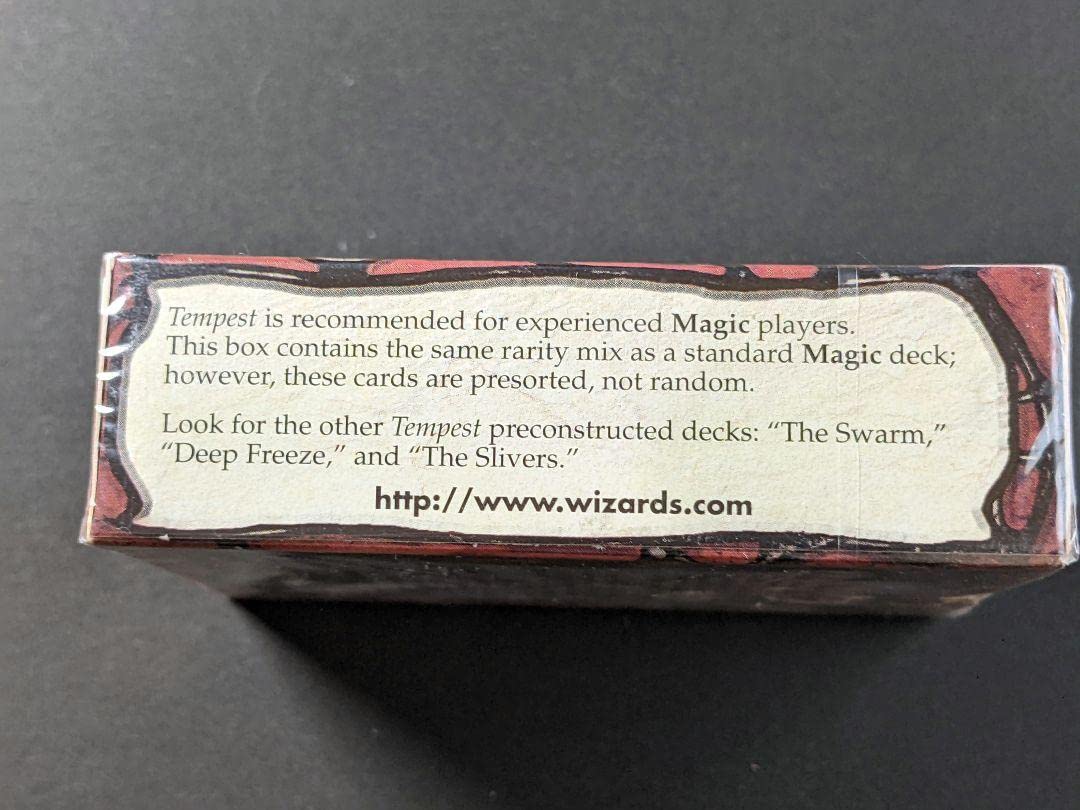 Tempest is recommended for experienced Magic players.
This box contains the same rarity mix as a standard Magic deck;
however, these cards are presorted, not random.
Look for the other Tempest preconstructed decks: “The Swarm,”
“Deep Freeze,” and “The Slivers.”
http://www.wizards.com